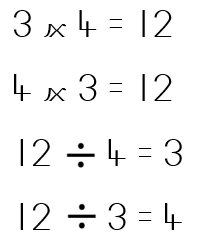 3 × 4 = 12
4 × 3 = 12
12 ÷ 4 = 3
12 ÷ 3 = 4